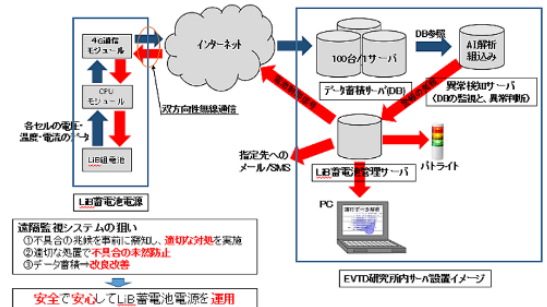 4G通信
モジュール
CPU
モジュール
各セルの電圧・
温度・電流のデータ
LiB組電池
LiB蓄電池電源
インターネット
双方向性無線通信
100台/1サーバ
データ蓄積サーバ(DB)
DB参照
AI解析
組込み
異常検知サーバ
(DBの監視と、異常判断)
指定先への
メール/SMS
LiB蓄電池管理サーバ
パトライト
PC
EVTD研究所内サーバ設置イメージ
遠隔監視システムの狙い
①不具合の兆候を事前に察知し、適切な対処を実施
②適切な処置で不具合の未然防止
③データ蓄積→改良改善
安全で安心してLiB蓄電池電源を運用